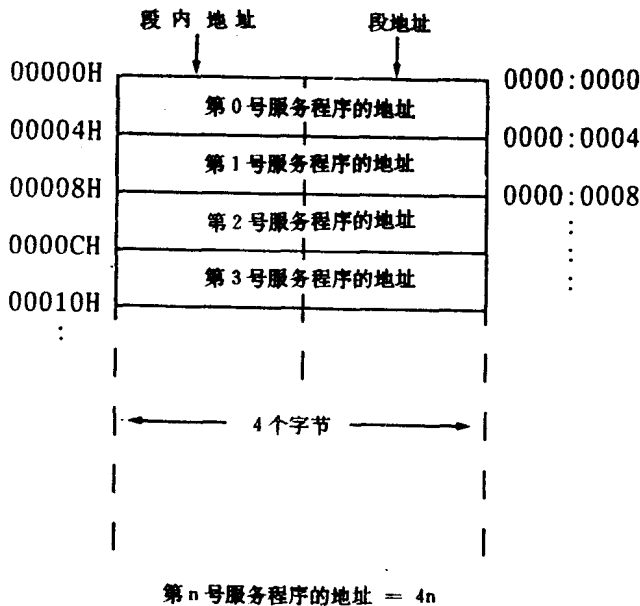 段内地址 段地址
00000H 0000:0000
第0号服务程序的地址
00004H 0000:0004
第1号服务程序的地址
00008H 0000:0008
第2号服务程序的地址
0000CH
第3号服务程序的地址
00010H
4个字节
第n号服务程序的地址 = 4n